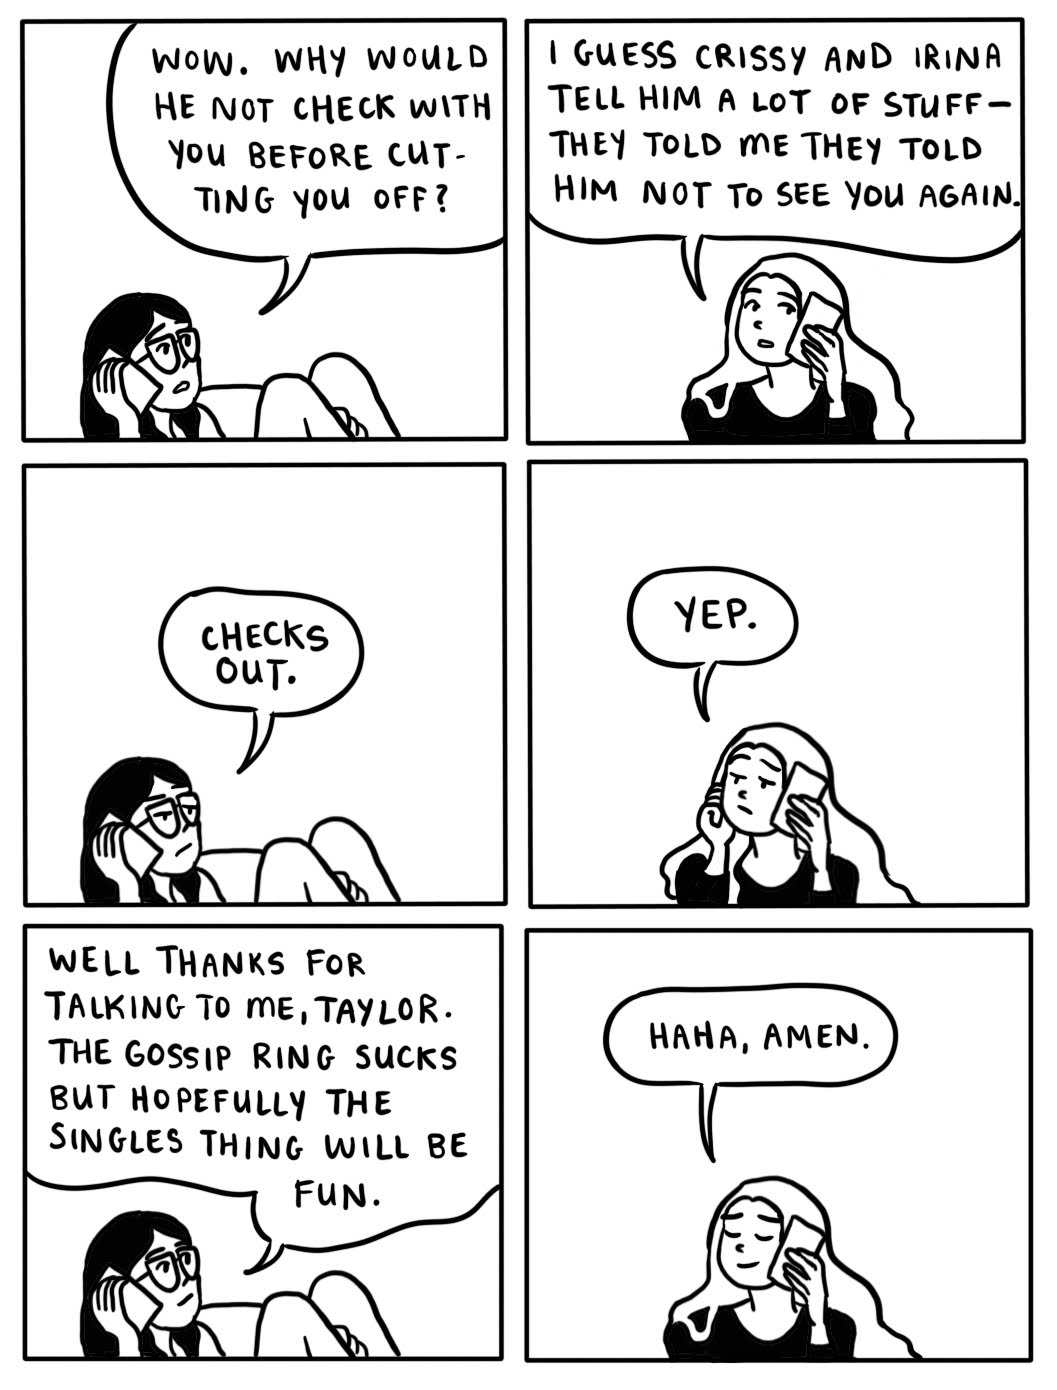 WOW. WHY WOULD
HE NOT CHECK WITH
YOU BEFORE CUT-
TING YOU OFF?
I GUESS CRISSY AND IRINA
TELL HIM A LOT OF STUFF—
THEY TOLD ME THEY TOLD
HIM NOT TO SEE YOU AGAIN.
CHECKS
OUT.
YEP.
WELL THANKS FOR
TALKING TO ME, TAYLOR.
THE GOSSIP RING SUCKS
BUT HOPEFULLY THE
SINGLES THING WILL BE
FUN.
HAHA, AMEN.